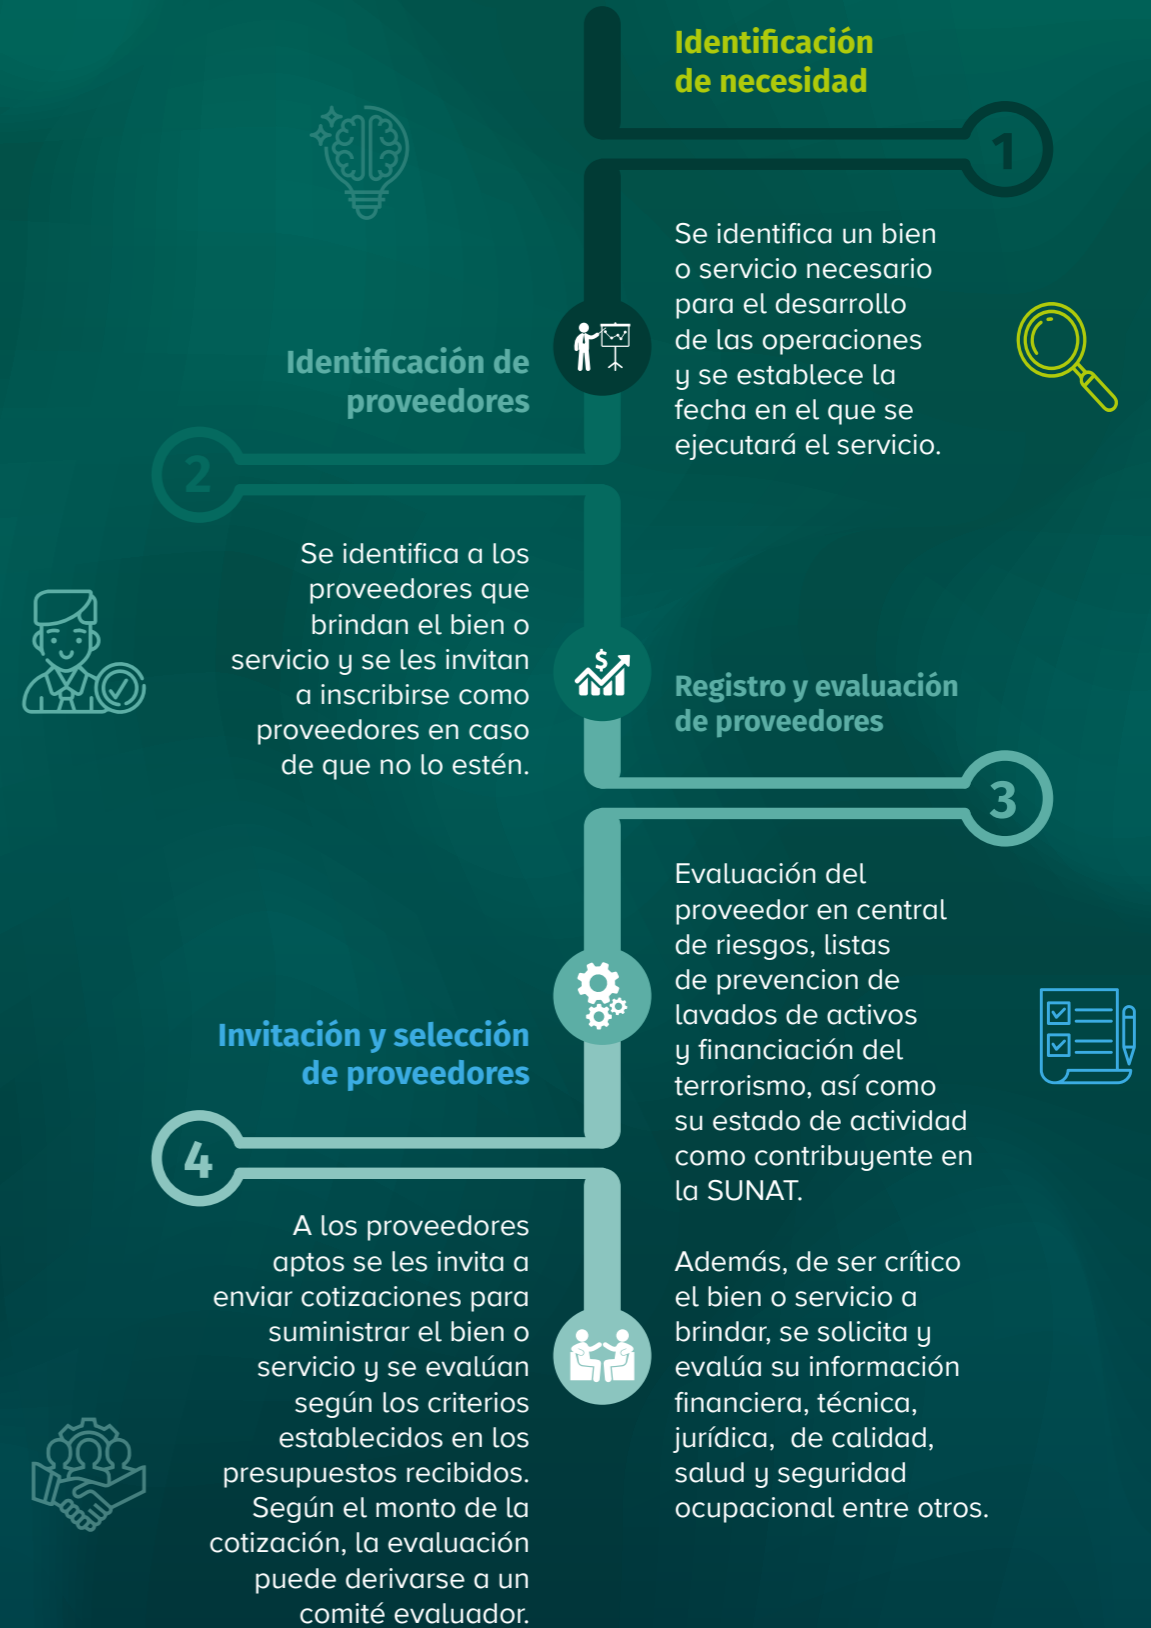 Identificación
de necesidad
1
Se identifica un bien
o servicio necesario
para el desarrollo
de las operaciones
y se establece la
fecha en el que se
ejecutará el servicio.
Identificación de
proveedores
2
Se identifica a los
proveedores que
brindan el bien o
servicio y se les invitan
a inscribirse como
proveedores en caso
de que no lo estén.
$
Registro y evaluación
de proveedores
3
Evaluación del
proveedor en central
de riesgos, listas
de prevencion de
lavados de activos
y financiación del
terrorismo, así como
su estado de actividad
como contribuyente en
la SUNAT.
Además, de ser crítico
el bien o servicio a
brindar, se solicita y
evalúa su información
financiera, técnica,
jurídica,  de calidad,
salud y seguridad
ocupacional entre otros.
Invitación y selección
de proveedores
4
A los proveedores
aptos se les invita a
enviar cotizaciones para
suministrar el bien o
servicio y se evalúan
según los criterios
establecidos en los
presupuestos recibidos.
Según el monto de la
cotización, la evaluación
puede derivarse a un
comité evaluador.